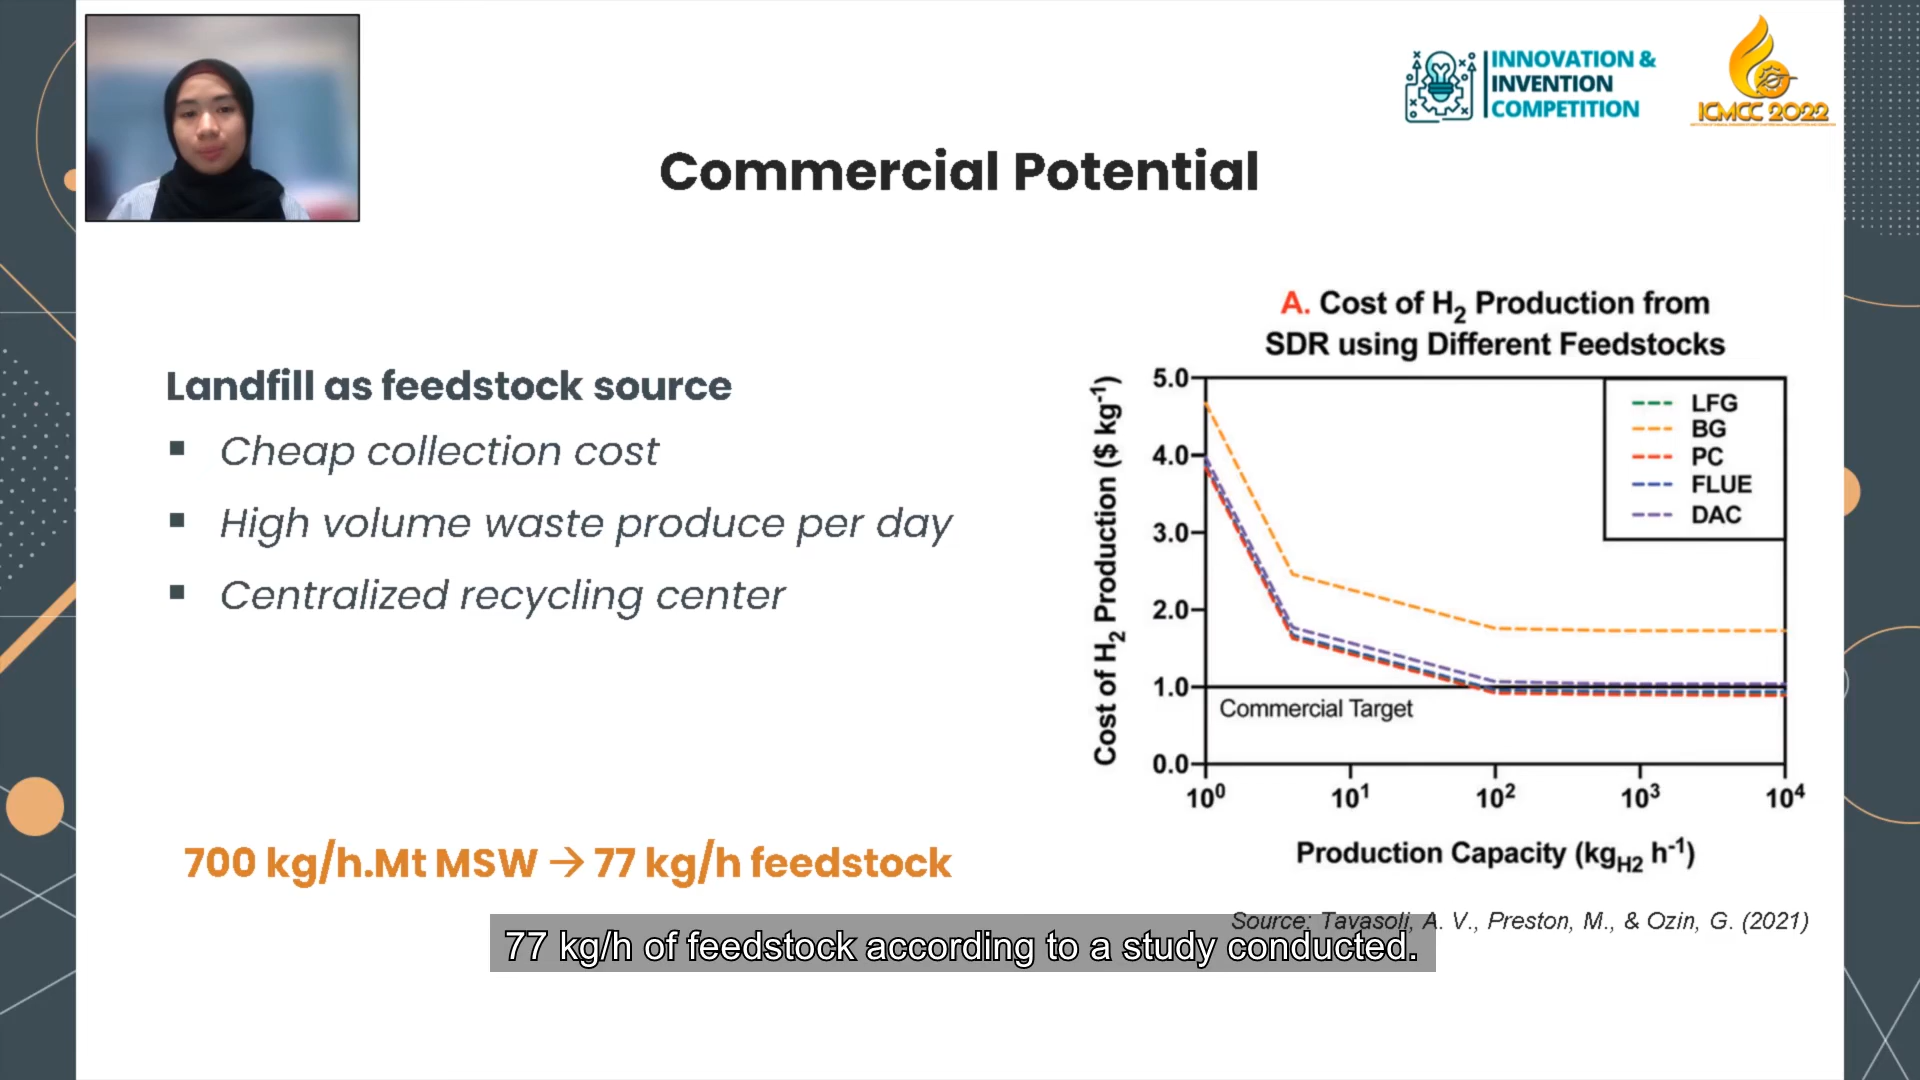 INNOVATION &
INVENTION
COMPETITION
ICMCC 2022
Commercial Potential
Landfill as feedstock source
▪ Cheap collection cost
▪ High volume waste produce per day
▪ Centralized recycling center
700 kg/h.Mt MSW → 77 kg/h feedstock
A. Cost of H₂ Production from
SDR using Different Feedstocks
Cost of H₂ Production ($ kg⁻¹)
5.0
4.0
3.0
2.0
1.0
0.0
LFG
BG
PC
FLUE
DAC
Commercial Target
10⁰ 10¹ 10² 10³ 10⁴
Production Capacity (kg_H2 h⁻¹)
Source: Tavasoli, A. V., Preston, M., & Ozin, G. (2021)
77 kg/h of feedstock according to a study conducted.